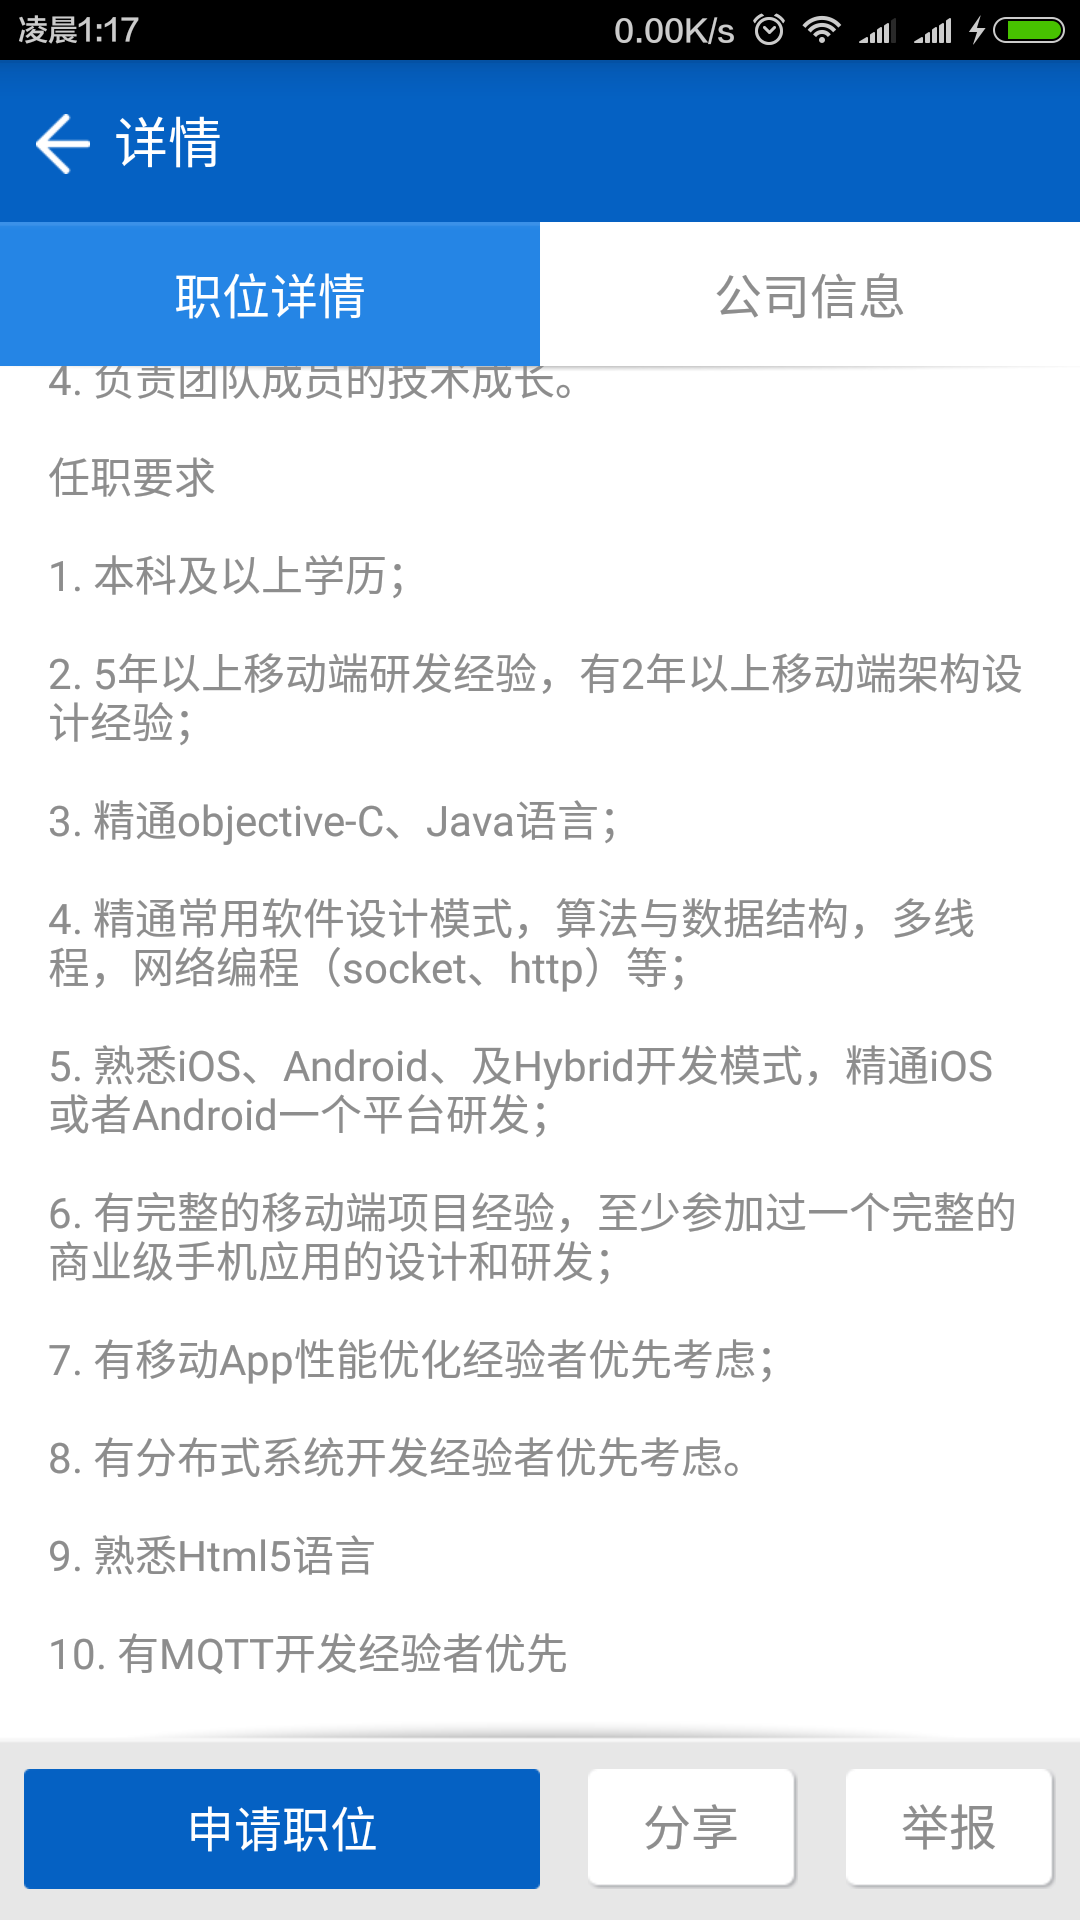 凌晨1:17
0.00K/s
详情
职位详情
公司信息
4. 负责团队成员的技术成长。
任职要求
1. 本科及以上学历；
2. 5年以上移动端研发经验，有2年以上移动端架构设
计经验；
3. 精通objective-C、Java语言；
4. 精通常用软件设计模式，算法与数据结构，多线
程，网络编程（socket、http）等；
5. 熟悉iOS、Android、及Hybrid开发模式，精通iOS
或者Android一个平台研发；
6. 有完整的移动端项目经验，至少参加过一个完整的
商业级手机应用的设计和研发；
7. 有移动App性能优化经验者优先考虑；
8. 有分布式系统开发经验者优先考虑。
9. 熟悉Html5语言
10. 有MQTT开发经验者优先
申请职位
分享
举报